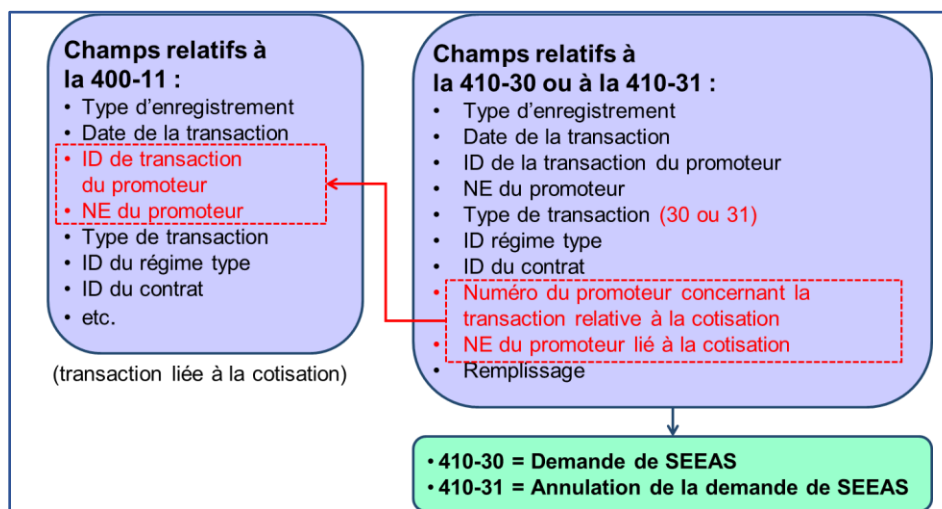 Champs relatifs à
la 400-11 :
• Type d'enregistrement
• Date de la transaction
• ID de transaction
du promoteur
• NE du promoteur
• Type de transaction
• ID du régime type
• ID du contrat
• etc.
(transaction liée à la cotisation)
Champs relatifs à
la 410-30 ou à la 410-31 :
• Type d'enregistrement
• Date de la transaction
• ID de la transaction du promoteur
• NE du promoteur
• Type de transaction (30 ou 31)
• ID régime type
• ID du contrat
• Numéro du promoteur concernant la
transaction relative à la cotisation
• NE du promoteur lié à la cotisation
• Remplissage
• 410-30 = Demande de SEEAS
• 410-31 = Annulation de la demande de SEEAS